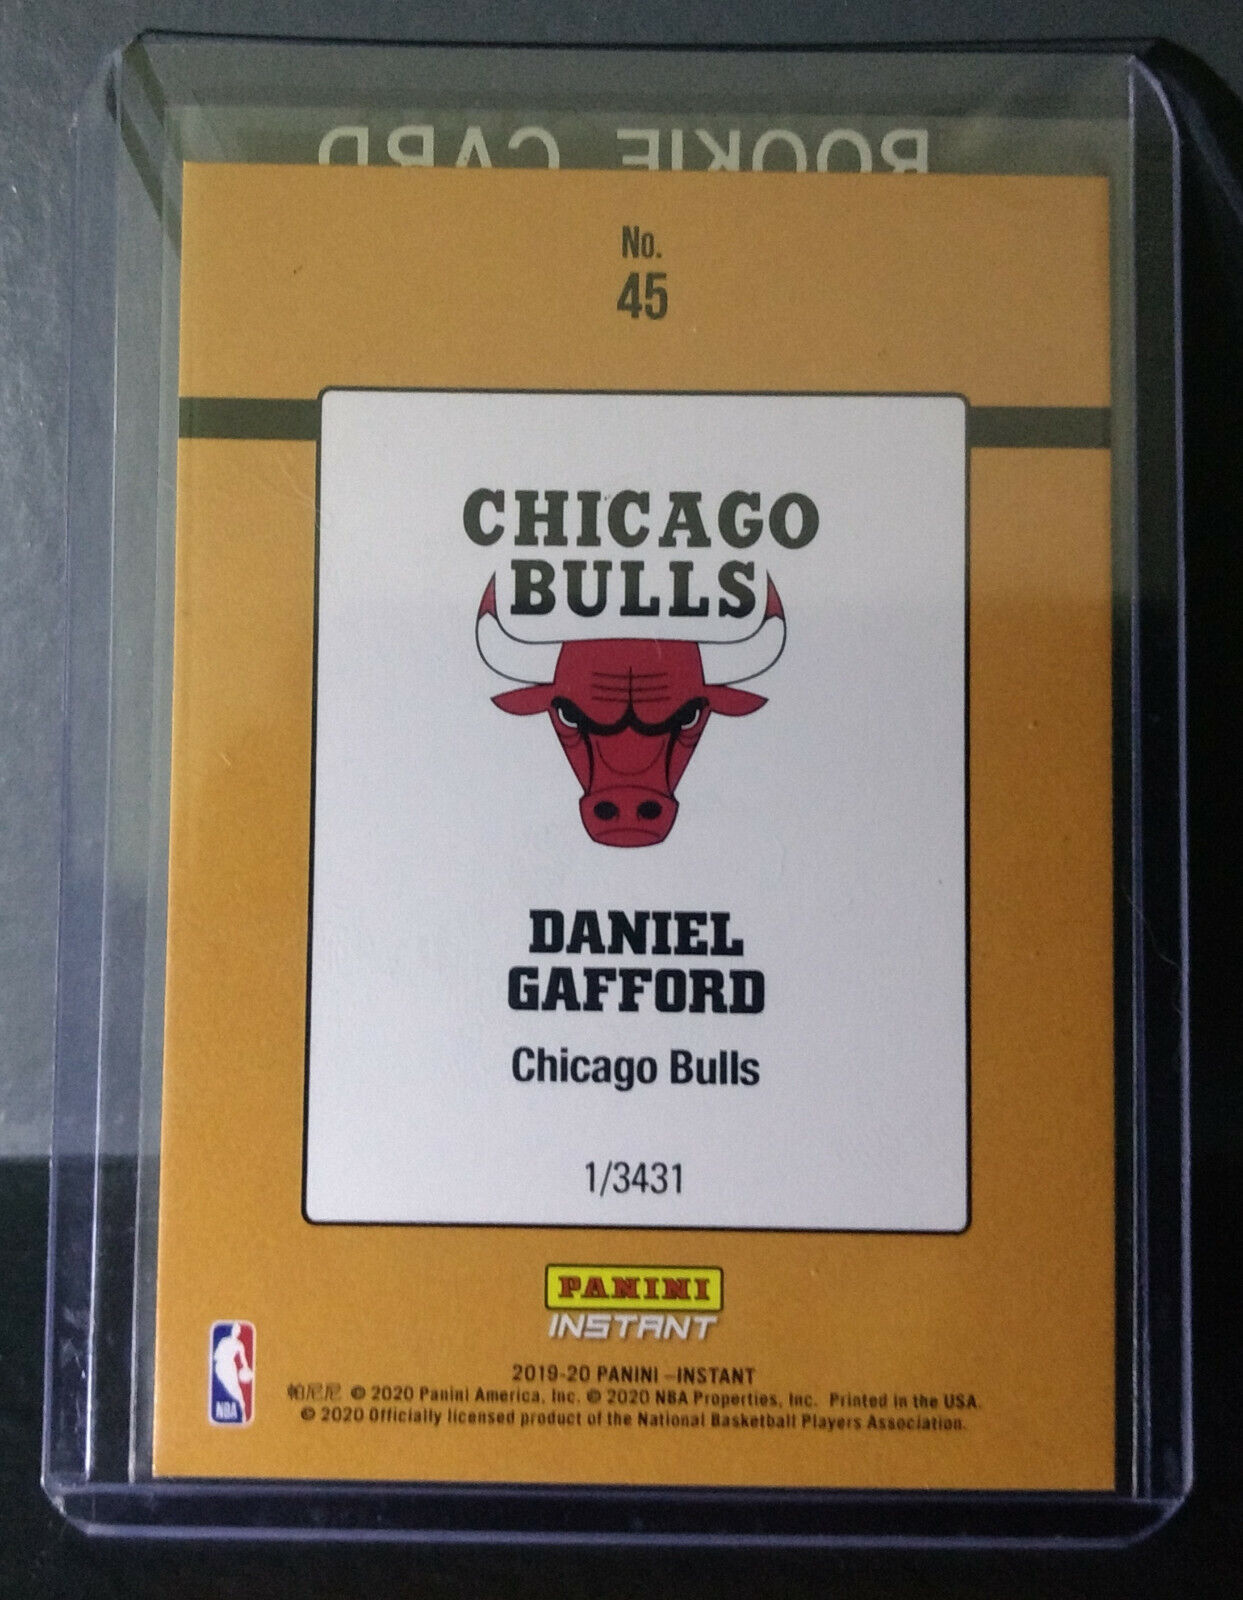 ROOKIE CARD
No.
45
CHICAGO
BULLS
DANIEL
GAFFORD
Chicago Bulls
1/3431
PANINI
INSTANT
NBA
2019-20 PANINI –INSTANT
帕尼尼 © 2020 Panini America, Inc. © 2020 NBA Properties, Inc. Printed in the USA.
© 2020 Officially licensed product of the National Basketball Players Association.